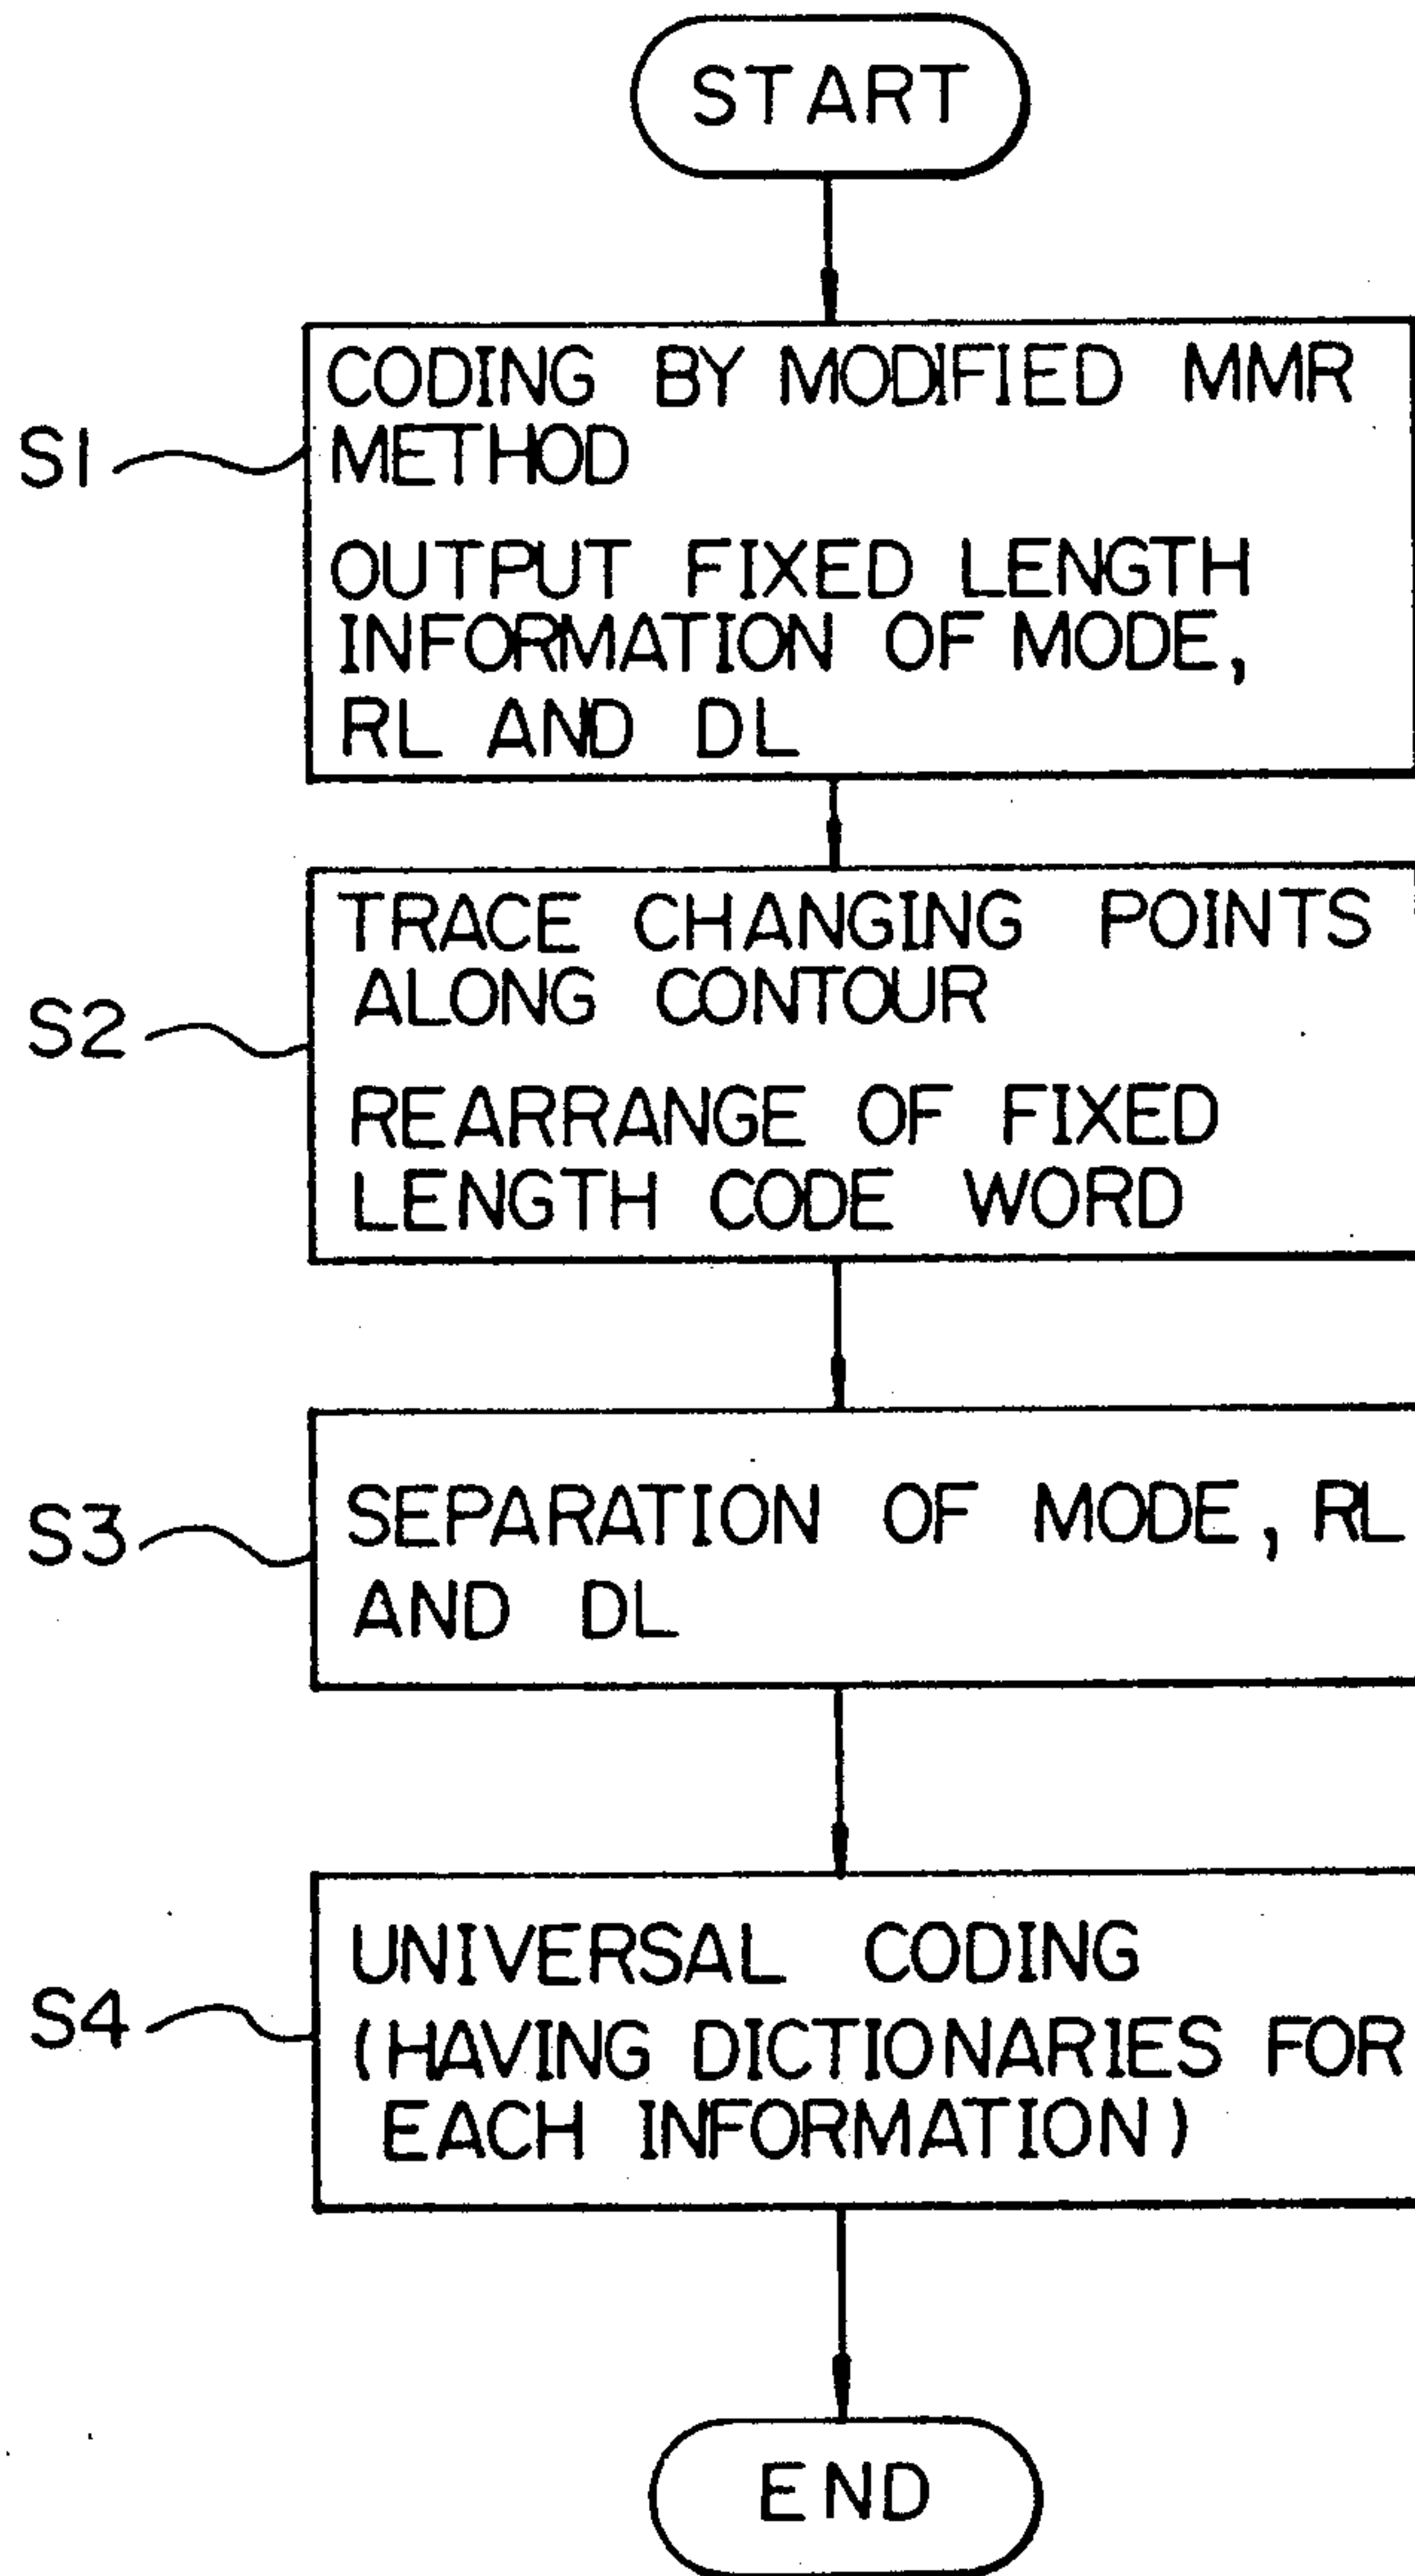 START
S1
CODING BY MODIFIED MMR
METHOD
OUTPUT FIXED LENGTH
INFORMATION OF MODE,
RL AND DL
S2
TRACE CHANGING POINTS
ALONG CONTOUR
REARRANGE OF FIXED
LENGTH CODE WORD
S3
SEPARATION OF MODE, RL
AND DL
S4
UNIVERSAL CODING
(HAVING DICTIONARIES FOR
EACH INFORMATION)
END